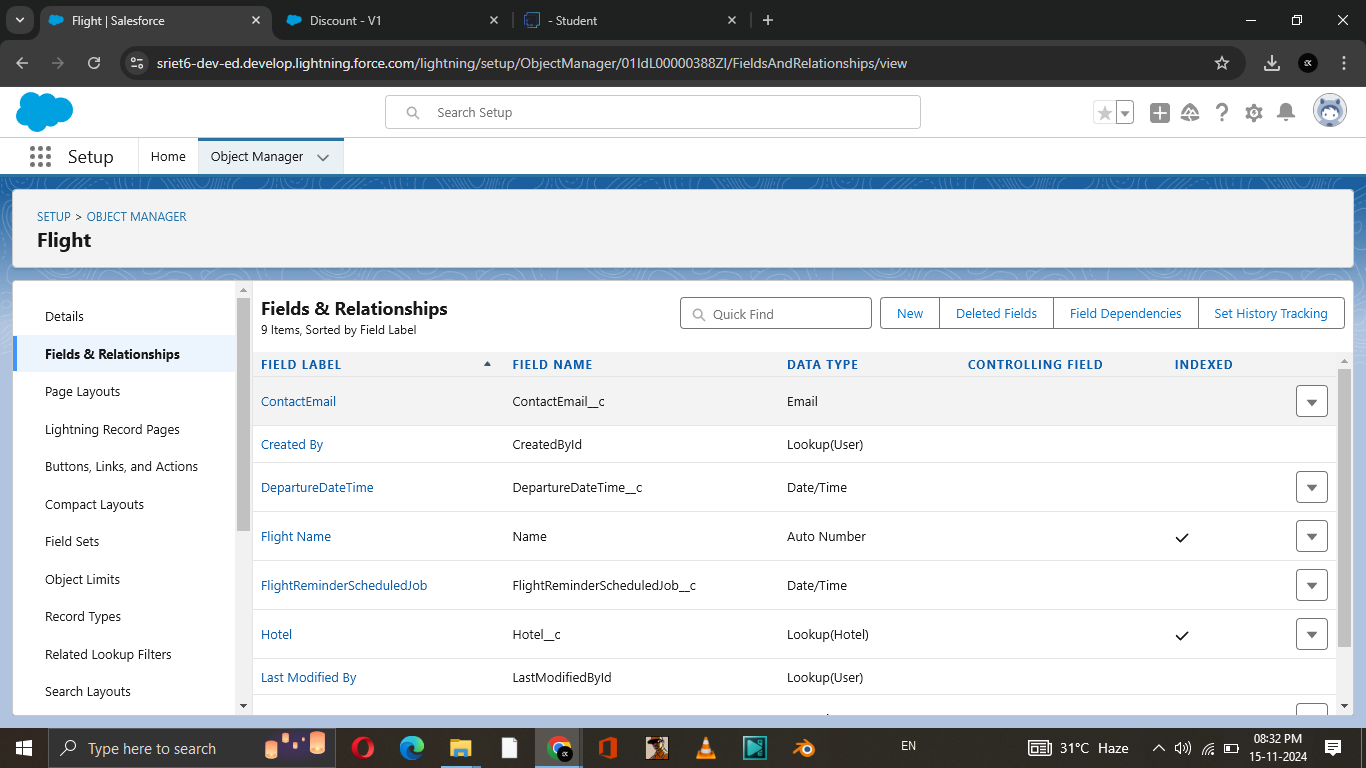 Flight | Salesforce
Discount - V1
- Student
sriet6-dev-ed.develop.lightning.force.com/lightning/setup/ObjectManager/01IdL00000388ZI/FieldsAndRelationships/view
Search Setup
Setup
Home
Object Manager
SETUP > OBJECT MANAGER
Flight
Details
Fields & Relationships
Page Layouts
Lightning Record Pages
Buttons, Links, and Actions
Compact Layouts
Field Sets
Object Limits
Record Types
Related Lookup Filters
Search Layouts
Fields & Relationships
9 Items, Sorted by Field Label
Quick Find
New
Deleted Fields
Field Dependencies
Set History Tracking
FIELD LABEL FIELD NAME DATA TYPE CONTROLLING FIELD INDEXED
ContactEmail ContactEmail__c Email
Created By CreatedById Lookup(User)
DepartureDateTime DepartureDateTime__c Date/Time
Flight Name Name Auto Number
FlightReminderScheduledJob FlightReminderScheduledJob__c Date/Time
Hotel Hotel__c Lookup(Hotel)
Last Modified By LastModifiedById Lookup(User)
Type here to search
EN
31°C Haze
08:32 PM
15-11-2024